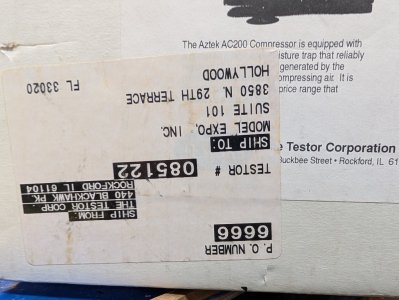 The Aztek AC200 Compressor is equipped with
isture trap that reliably
generated by the
ompressing air. It is
price range that
e Testor Corporation
Buckbee Street • Rockford, IL 61
P. O. NUMBER
6666
SHIP FROM:
THE TESTOR CORP.
440 BLACKHAWK PK.
ROCKFORD IL 61104
TESTOR # 085122
SHIP TO:
MODEL EXPO, INC.
SUITE 101
3850 N. 29TH TERRACE
HOLLYWOOD
FL 33020